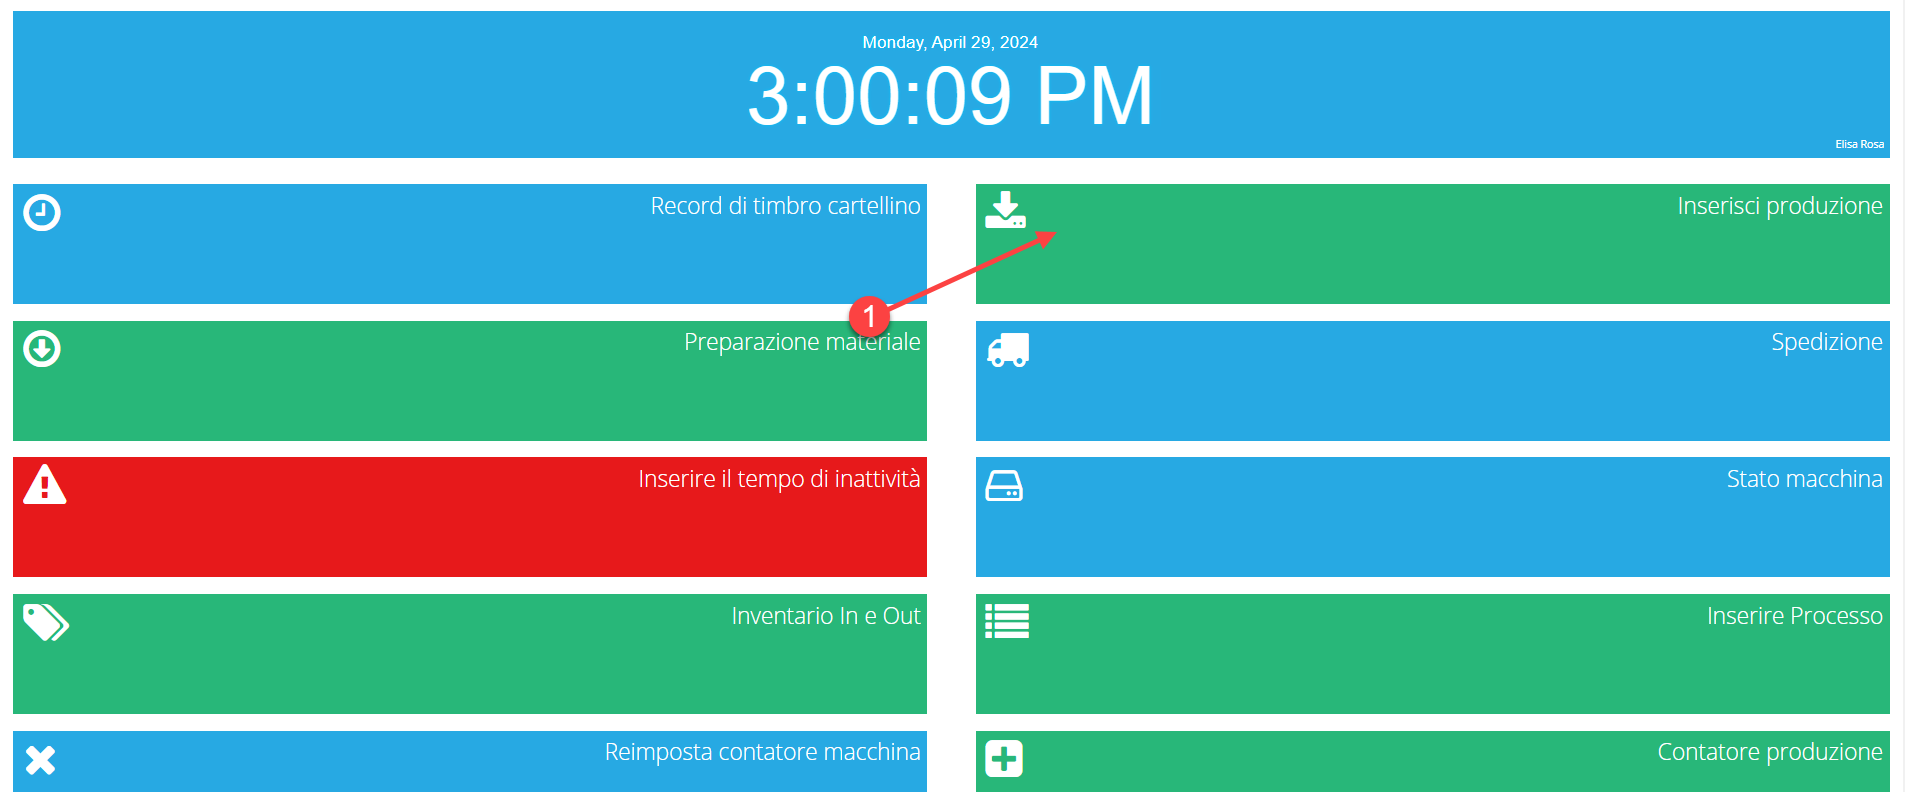 Monday, April 29, 2024
3:00:09 PM
Elisa Rosa
Record di timbro cartellino
Inserisci produzione
1
Preparazione materiale
Spedizione
Inserire il tempo di inattività
Stato macchina
Inventario In e Out
Inserire Processo
Reimposta contatore macchina
Contatore produzione